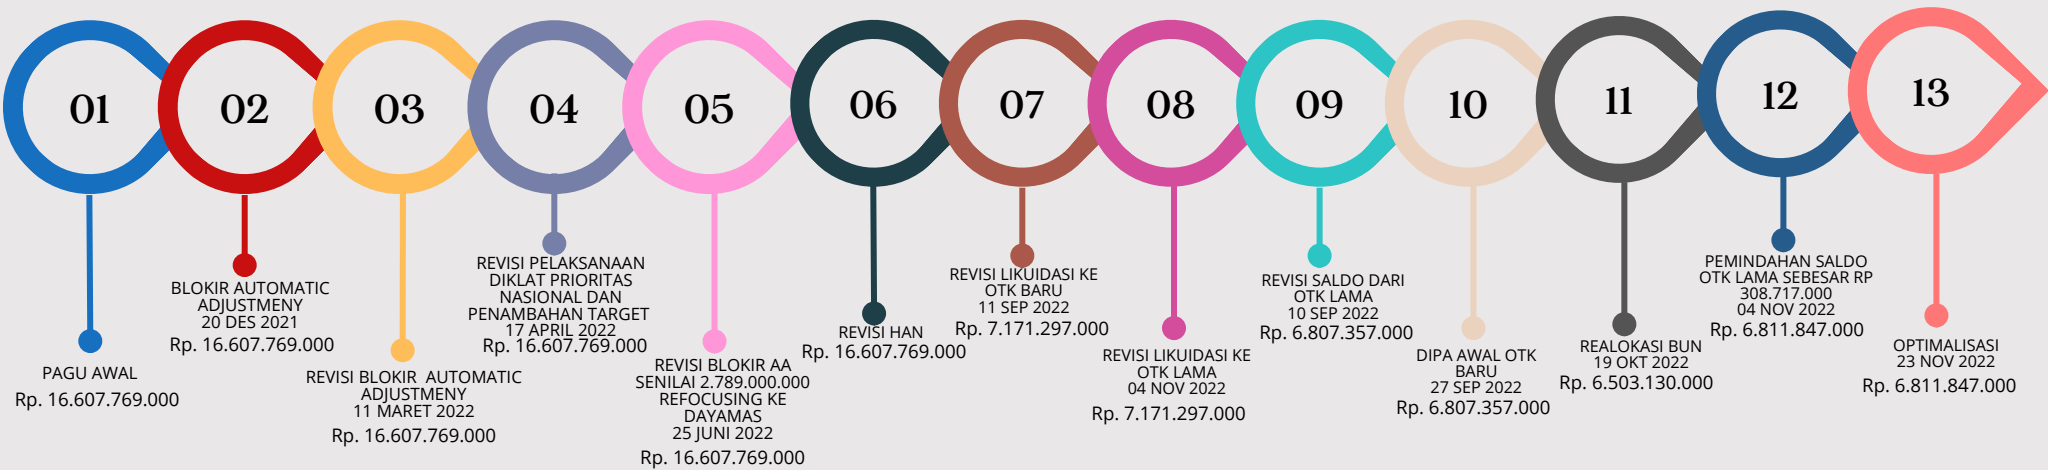 01
02
03
04
05
06
07
08
09
10
11
12
13
PAGU AWAL
Rp. 16.607.769.000
BLOKIR AUTOMATIC
ADJUSTMENY
20 DES 2021
Rp. 16.607.769.000
REVISI BLOKIR  AUTOMATIC
ADJUSTMENY
11 MARET 2022
Rp. 16.607.769.000
REVISI PELAKSANAAN
DIKLAT PRIORITAS
NASIONAL DAN
PENAMBAHAN TARGET
17 APRIL 2022
Rp. 16.607.769.000
REVISI BLOKIR AA
SENILAI 2.789.000.000
REFOCUSING KE
DAYAMAS
25 JUNI 2022
Rp. 16.607.769.000
REVISI HAN
Rp. 16.607.769.000
REVISI LIKUIDASI KE
OTK BARU
11 SEP 2022
Rp. 7.171.297.000
REVISI LIKUIDASI KE
OTK LAMA
04 NOV 2022
Rp. 7.171.297.000
REVISI SALDO DARI
OTK LAMA
10 SEP 2022
Rp. 6.807.357.000
DIPA AWAL OTK
BARU
27 SEP 2022
Rp. 6.807.357.000
REALOKASI BUN
19 OKT 2022
Rp. 6.503.130.000
PEMINDAHAN SALDO
OTK LAMA SEBESAR RP
308.717.000
04 NOV 2022
Rp. 6.811.847.000
OPTIMALISASI
23 NOV 2022
Rp. 6.811.847.000